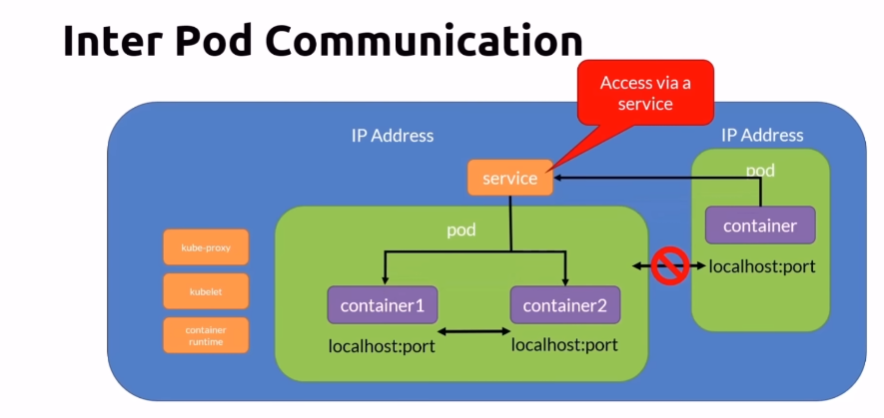 Inter Pod Communication
Access via a
service
IP Address
IP Address
service
pod
pod
container
kube-proxy
localhost:port
kubelet
container1
container2
container
runtime
localhost:port
localhost:port